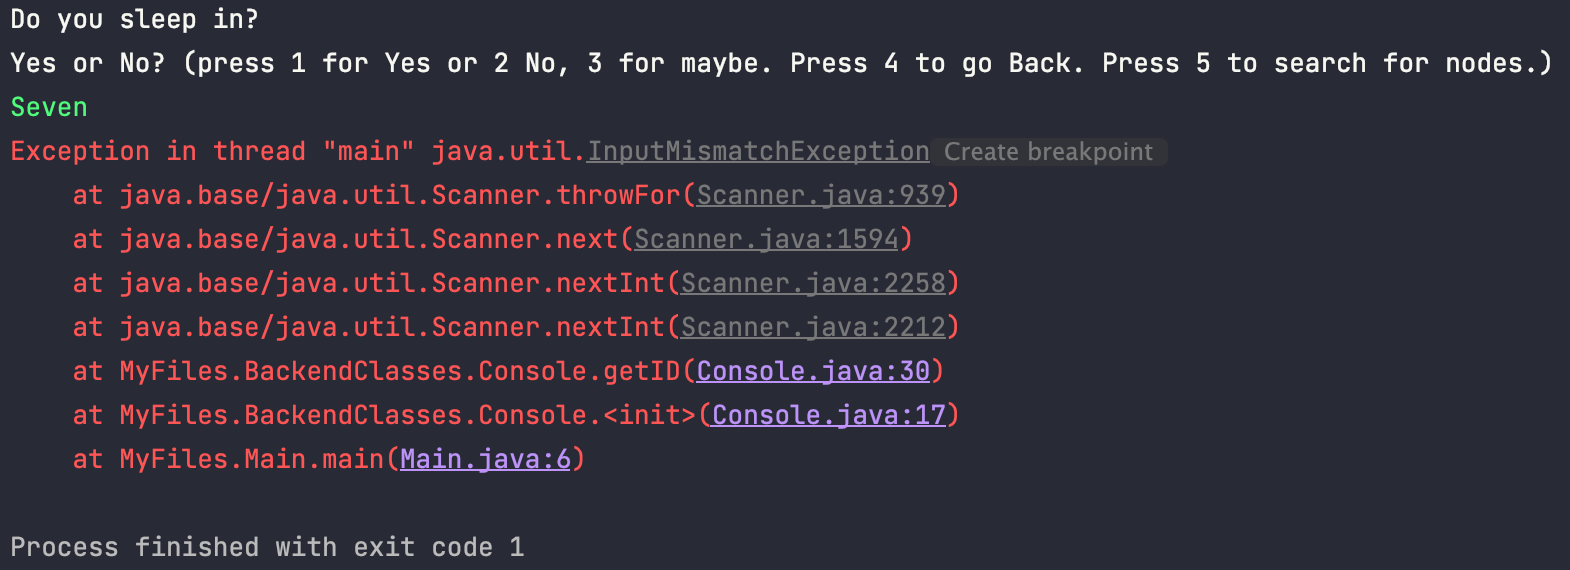 Do you sleep in?
Yes or No? (press 1 for Yes or 2 No, 3 for maybe. Press 4 to go Back. Press 5 to search for nodes.)
Seven
Exception in thread "main" java.util.InputMismatchException Create breakpoint
    at java.base/java.util.Scanner.throwFor(Scanner.java:939)
    at java.base/java.util.Scanner.next(Scanner.java:1594)
    at java.base/java.util.Scanner.nextInt(Scanner.java:2258)
    at java.base/java.util.Scanner.nextInt(Scanner.java:2212)
    at MyFiles.BackendClasses.Console.getID(Console.java:30)
    at MyFiles.BackendClasses.Console.<init>(Console.java:17)
    at MyFiles.Main.main(Main.java:6)
Process finished with exit code 1